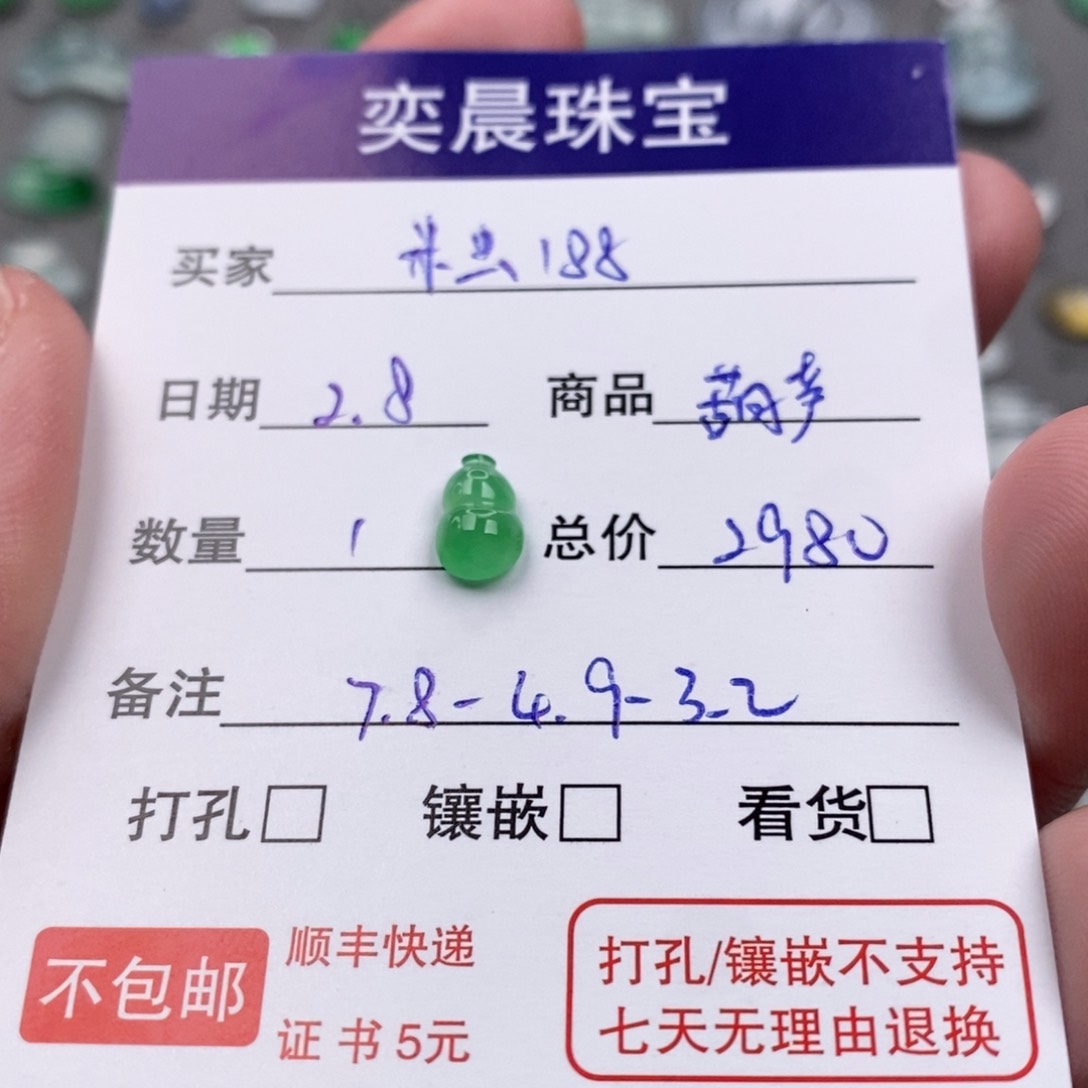 奕晨珠宝
买家 米兰188
日期 2.8 商品 葫芦
数量 1 总价 2980
备注 7.8-4.9-3.2
打孔□ 镶嵌□ 看货□
不包邮 顺丰快递
证书5元
打孔/镶嵌不支持
七天无理由退换